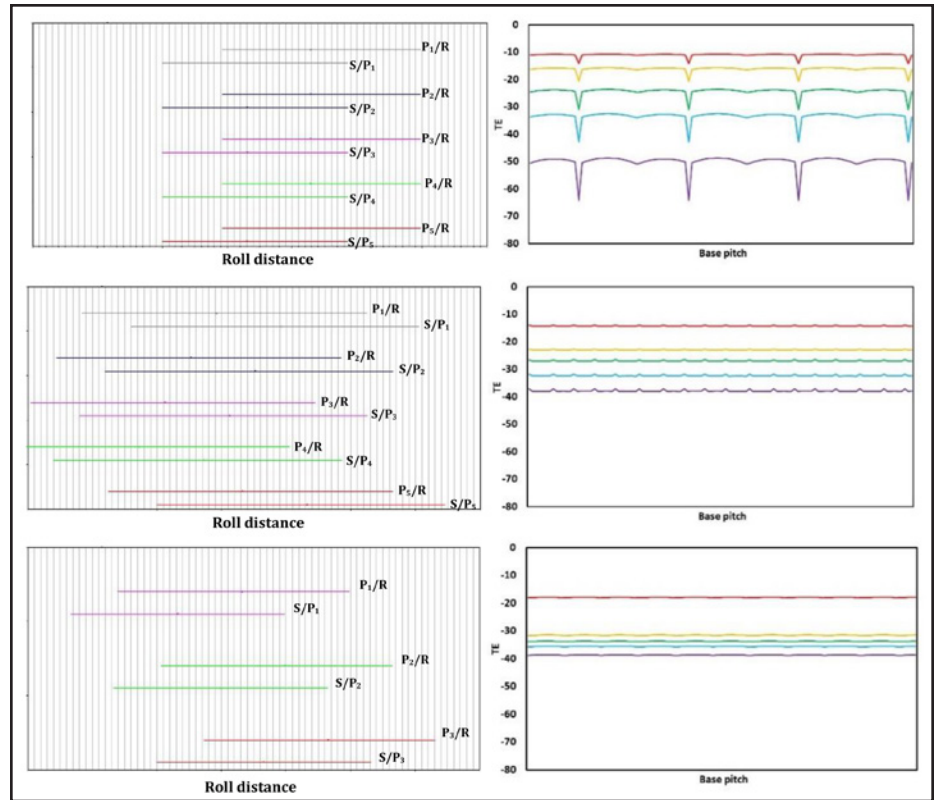 P₁/R
S/P₁
P₂/R
S/P₂
P₃/R
S/P₃
P₄/R
S/P₄
P₅/R
S/P₅
Roll distance
0
-10
-20
-30
-40
-50
-60
-70
-80
TE
Base pitch
P₁/R
S/P₁
P₂/R
S/P₂
P₃/R
S/P₃
P₄/R
S/P₄
P₅/R
S/P₅
Roll distance
0
-10
-20
-30
-40
-50
-60
-70
-80
TE
Base pitch
P₁/R
S/P₁
P₂/R
S/P₂
P₃/R
S/P₃
Roll distance
0
-10
-20
-30
-40
-50
-60
-70
-80
TE
Base pitch